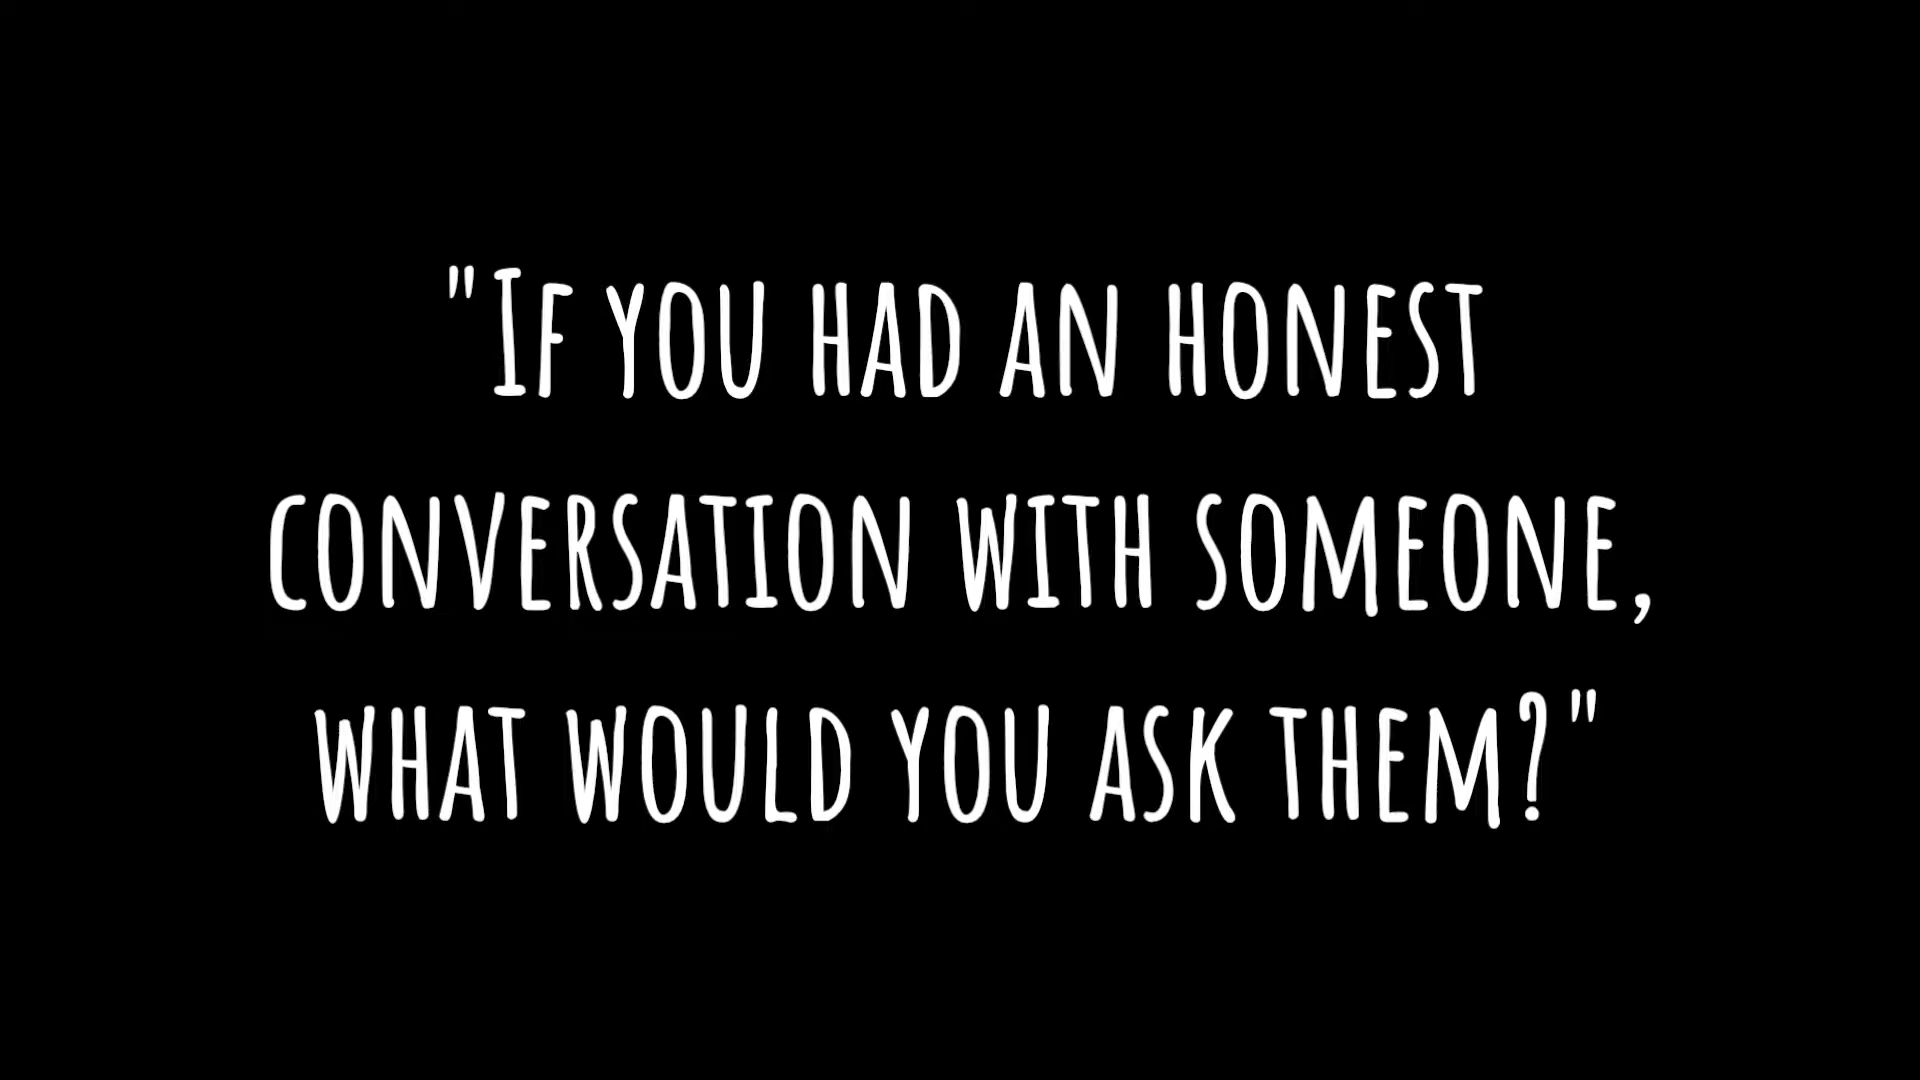 "If you had an honest
conversation with someone,
what would you ask them?"